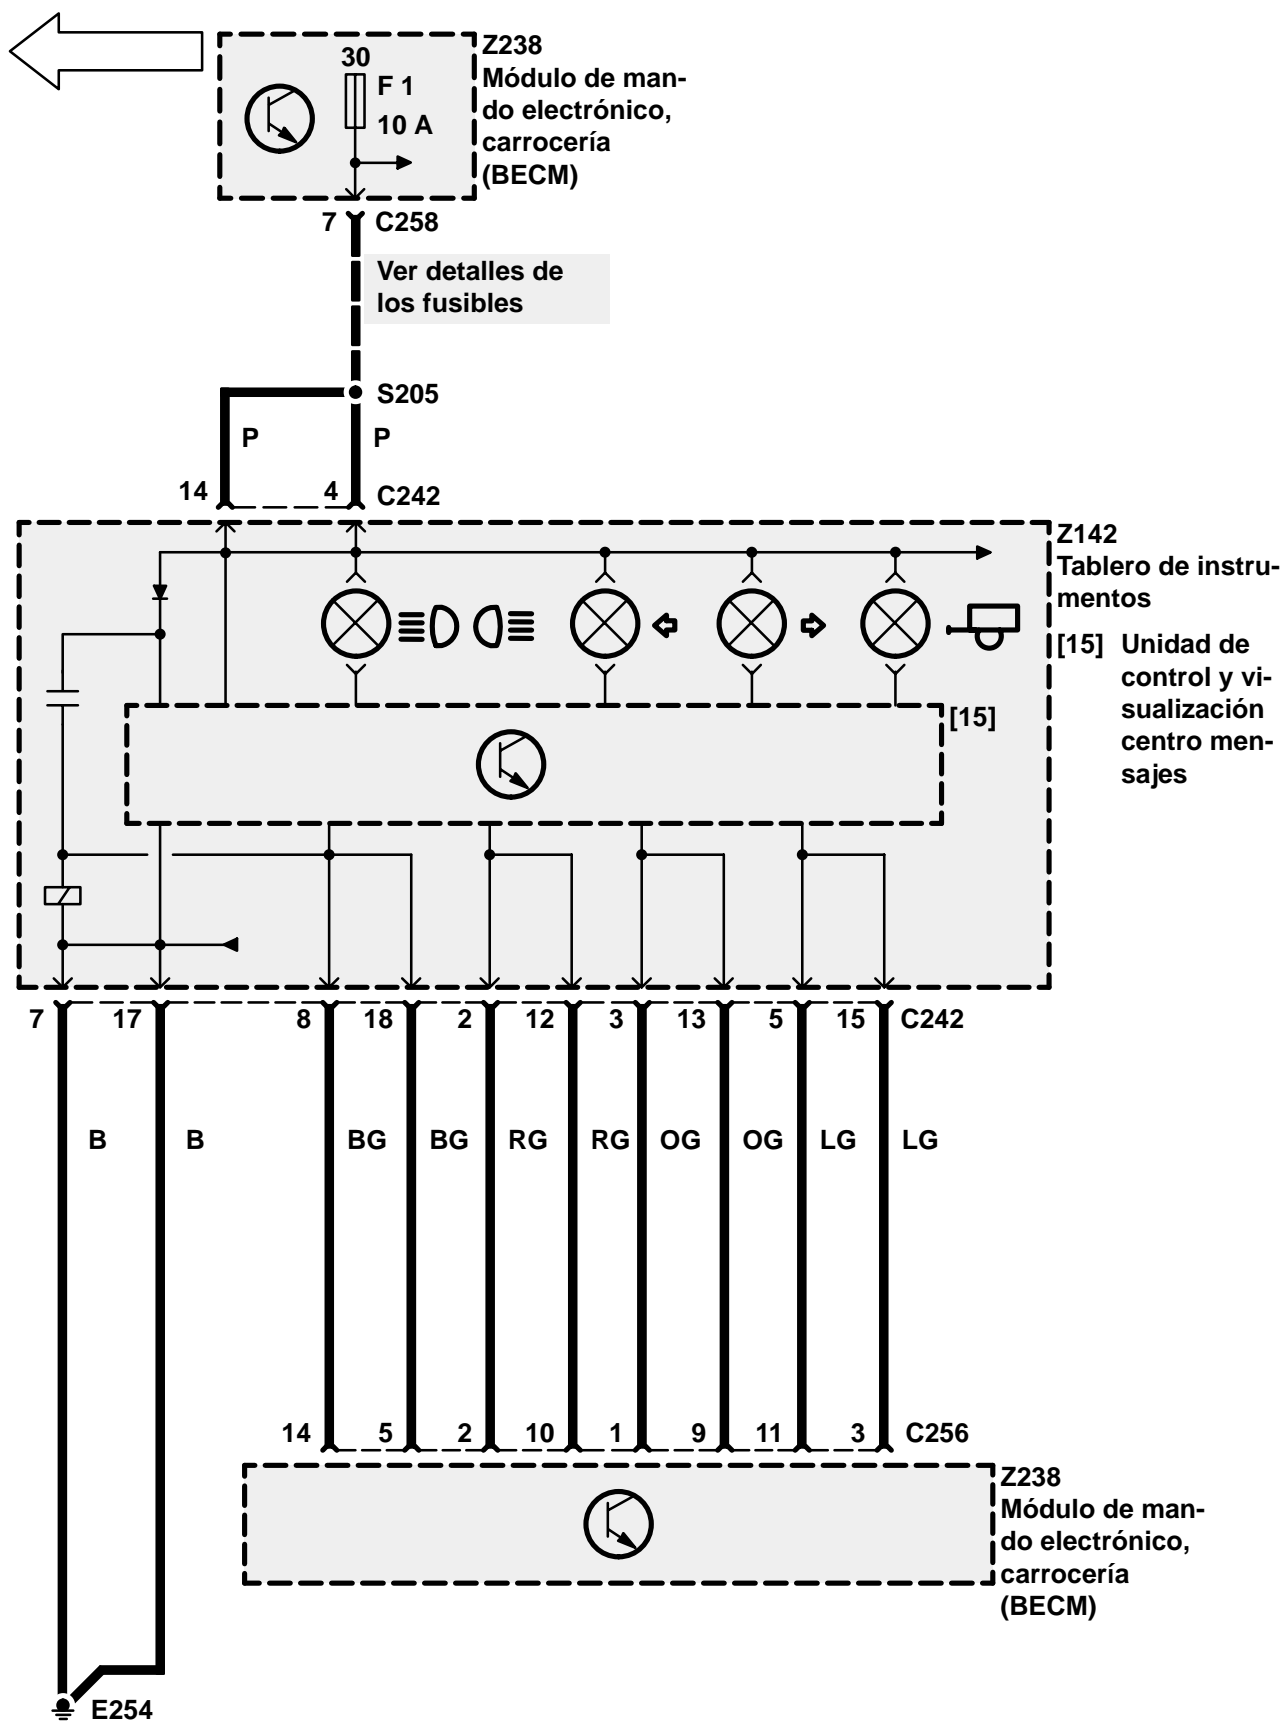 30
F 1
10 A
Z238
Módulo de man-
do electrónico,
carrocería
(BECM)
7 C258
Ver detalles de
los fusibles
S205
P P
14 4 C242
Z142
Tablero de instru-
mentos
[15] Unidad de
control y vi-
sualización
centro men-
sajes
[15]
7 17 8 18 2 12 3 13 5 15 C242
B B BG BG RG RG OG OG LG LG
14 5 2 10 1 9 11 3 C256
Z238
Módulo de man-
do electrónico,
carrocería
(BECM)
E254